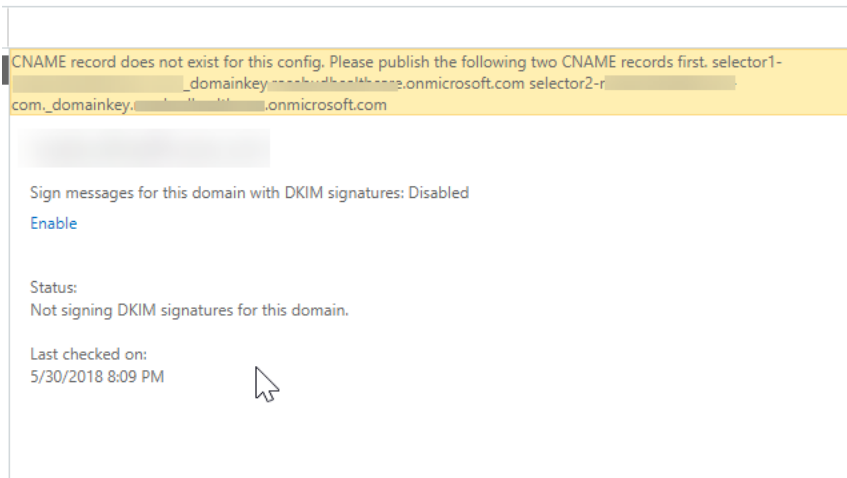 CNAME record does not exist for this config. Please publish the following two CNAME records first. selector1-
_domainkey. .onmicrosoft.com selector2-r
com._domainkey. .onmicrosoft.com
Sign messages for this domain with DKIM signatures: Disabled
Enable
Status:
Not signing DKIM signatures for this domain.
Last checked on:
5/30/2018 8:09 PM